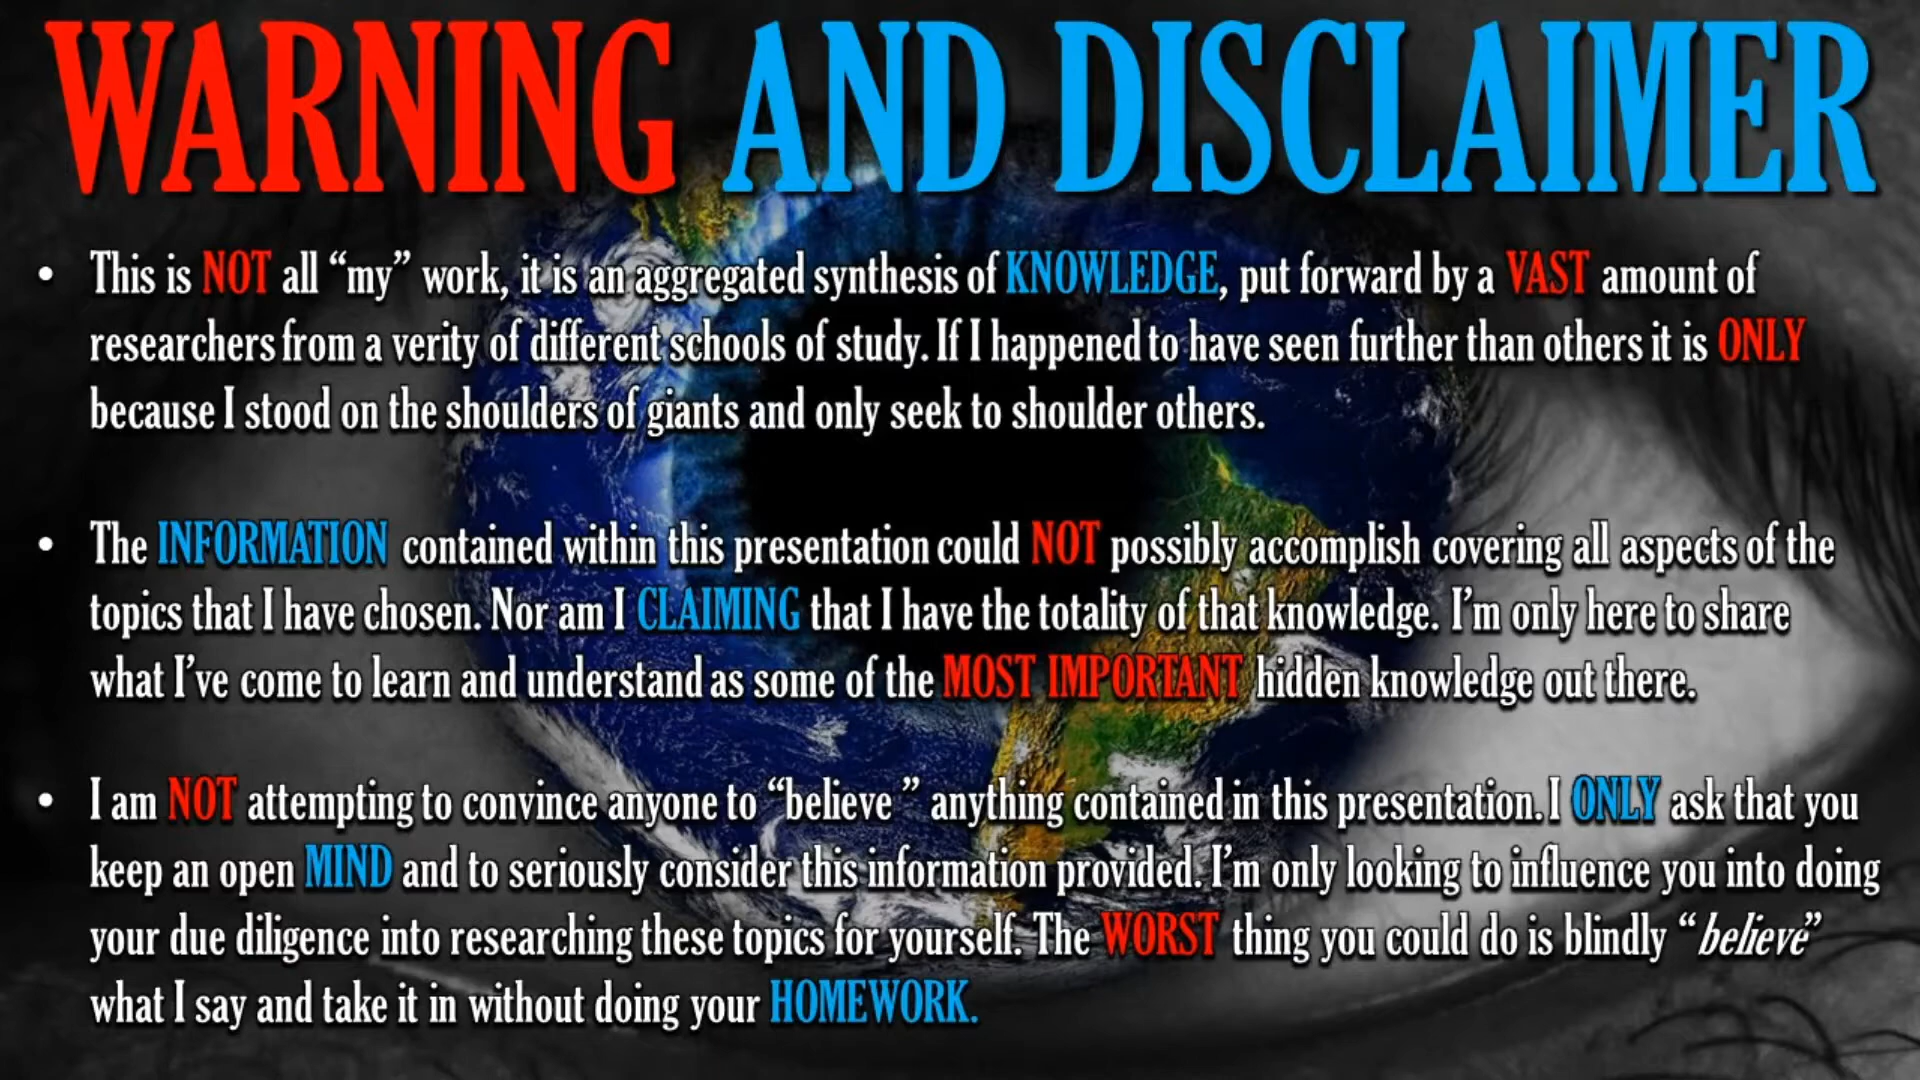 WARNING AND DISCLAIMER
• This is NOT all “my” work, it is an aggregated synthesis of KNOWLEDGE, put forward by a VAST amount of
researchers from a verity of different schools of study. If I happened to have seen further than others it is ONLY
because I stood on the shoulders of giants and only seek to shoulder others.
• The INFORMATION contained within this presentation could NOT possibly accomplish covering all aspects of the
topics that I have chosen. Nor am I CLAIMING that I have the totality of that knowledge. I’m only here to share
what I’ve come to learn and understand as some of the MOST IMPORTANT hidden knowledge out there.
• I am NOT attempting to convince anyone to “believe ” anything contained in this presentation. I ONLY ask that you
keep an open MIND and to seriously consider this information provided. I’m only looking to influence you into doing
your due diligence into researching these topics for yourself. The WORST thing you could do is blindly “believe”
what I say and take it in without doing your HOMEWORK.